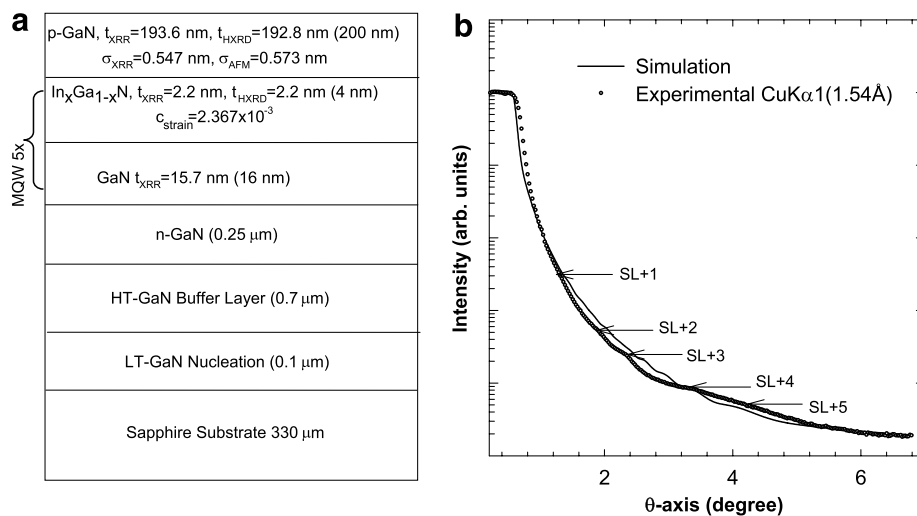 a
p-GaN, tXRR=193.6 nm, tHXRD=192.8 nm (200 nm)
σXRR=0.547 nm, σAFM=0.573 nm
InxGa1-xN, tXRR=2.2 nm, tHXRD=2.2 nm (4 nm)
cstrain=2.367x10-3
MQW 5x
GaN tXRR=15.7 nm (16 nm)
n-GaN (0.25 μm)
HT-GaN Buffer Layer (0.7 μm)
LT-GaN Nucleation (0.1 μm)
Sapphire Substrate 330 μm
b
Simulation
Experimental CuKα1(1.54Å)
Intensity (arb. units)
SL+1
SL+2
SL+3
SL+4
SL+5
2 4 6
θ-axis (degree)